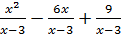 x²/(x−3) − 6x/(x−3) + 9/(x−3)